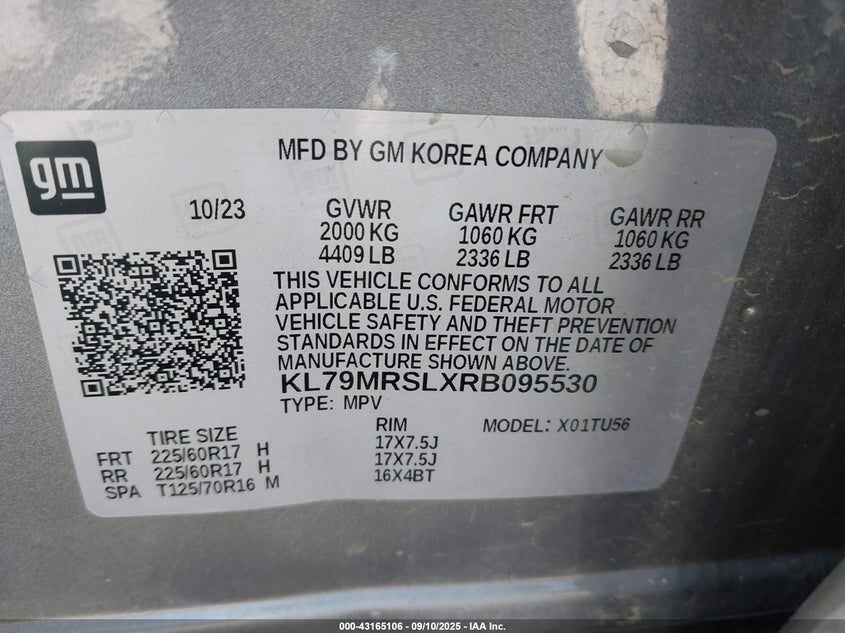 gm
MFD BY GM KOREA COMPANY
10/23
GVWR
2000 KG
4409 LB
GAWR FRT
1060 KG
2336 LB
GAWR RR
1060 KG
2336 LB
THIS VEHICLE CONFORMS TO ALL
APPLICABLE U.S. FEDERAL MOTOR
VEHICLE SAFETY AND THEFT PREVENTION
STANDARDS IN EFFECT ON THE DATE OF
MANUFACTURE SHOWN ABOVE.
KL79MRSLXRB095530
TYPE: MPV
MODEL: X01TU56
TIRE SIZE
FRT 225/60R17 H
RR 225/60R17 H
SPA T125/70R16 M
RIM
17X7.5J
17X7.5J
16X4BT
000-43165106 - 09/10/2025 - IAA Inc.